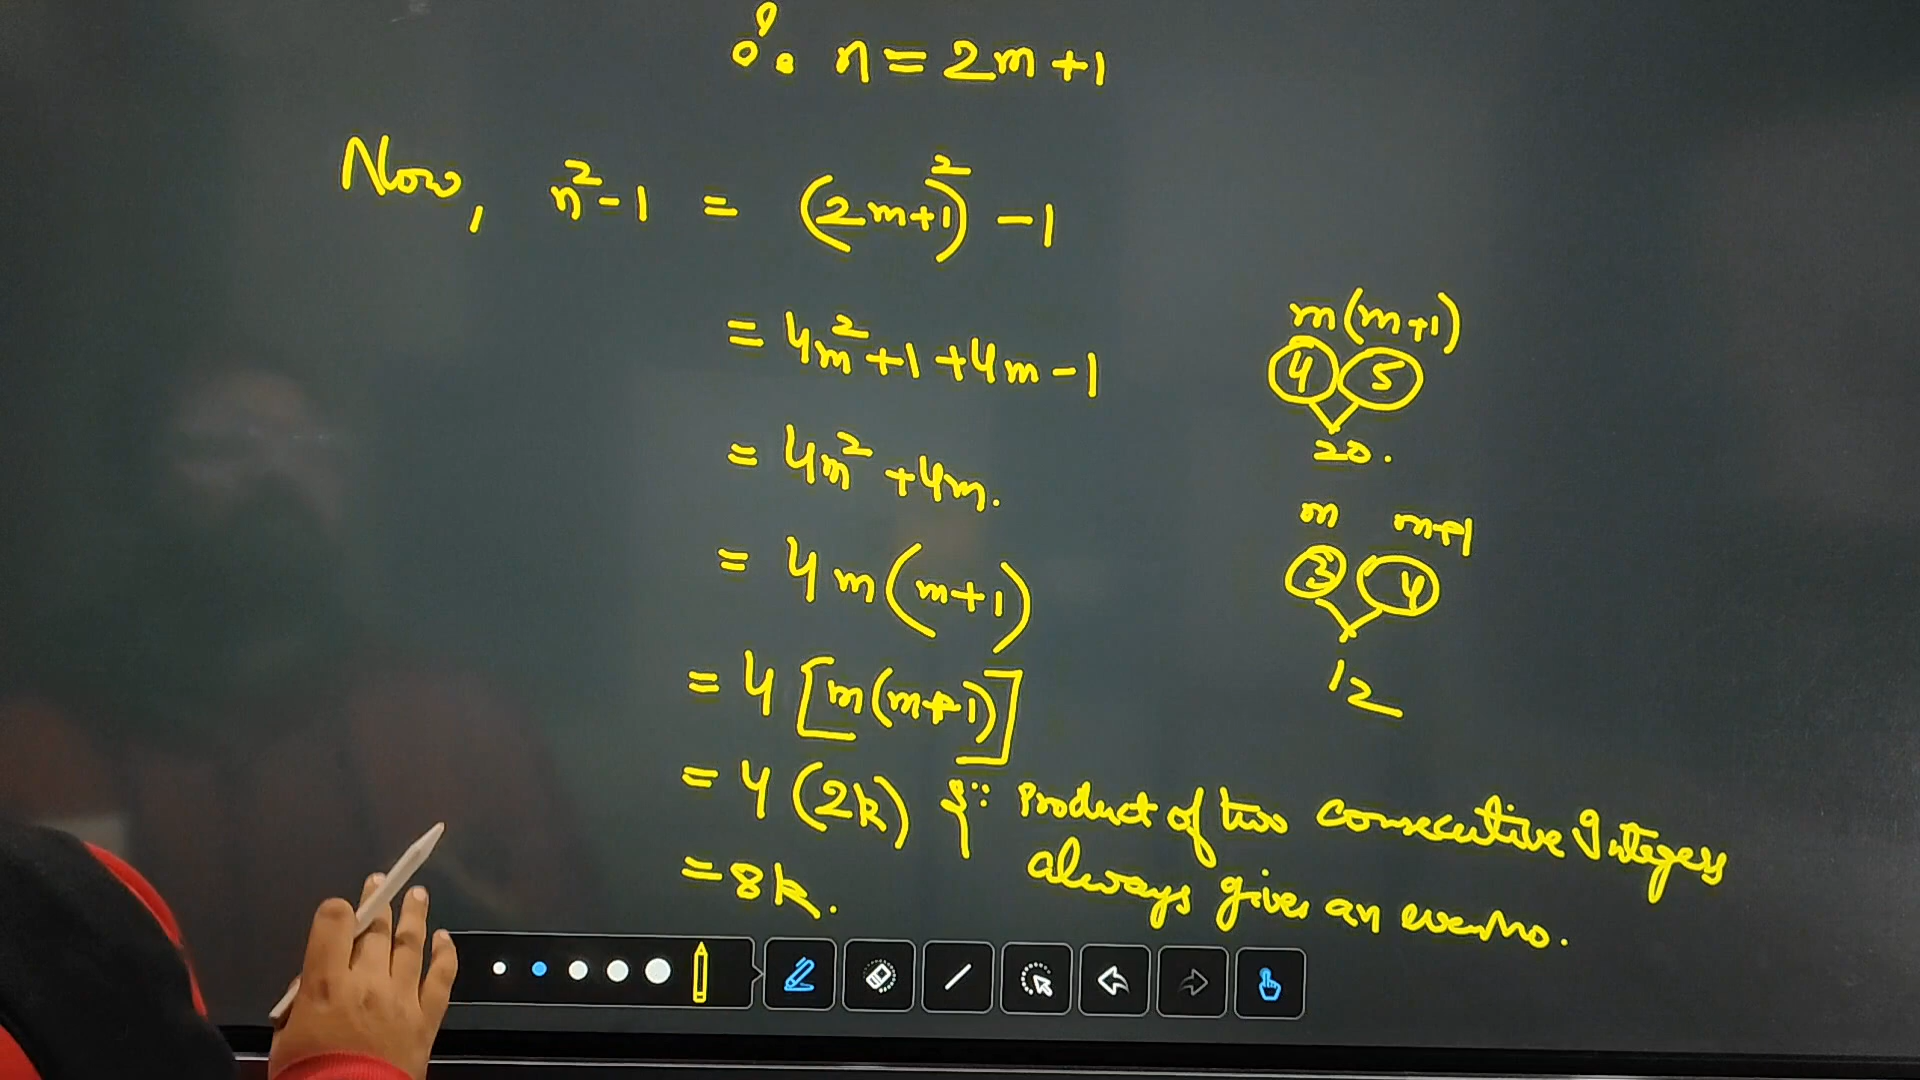 ∴ n = 2m+1
Now, n²-1 = (2m+1)² -1
= 4m²+1+4m-1
= 4m²+4m.
= 4m(m+1)
= 4[m(m+1)]
= 4(2k) {∵ Product of two consecutive Integers
always gives an even no.
= 8k.
m(m+1)
4 5
20.
m m+1
3 4
12